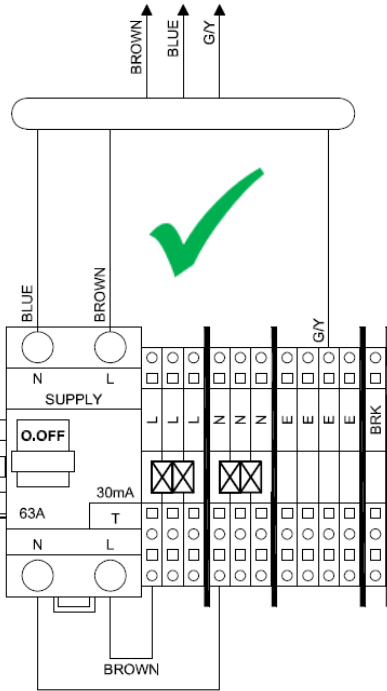 BROWN
BLUE
G/Y
BLUE
BROWN
G/Y
N L
SUPPLY
L L L N N N E E E E BRK
O.OFF
30mA
63A
T
N L
BROWN